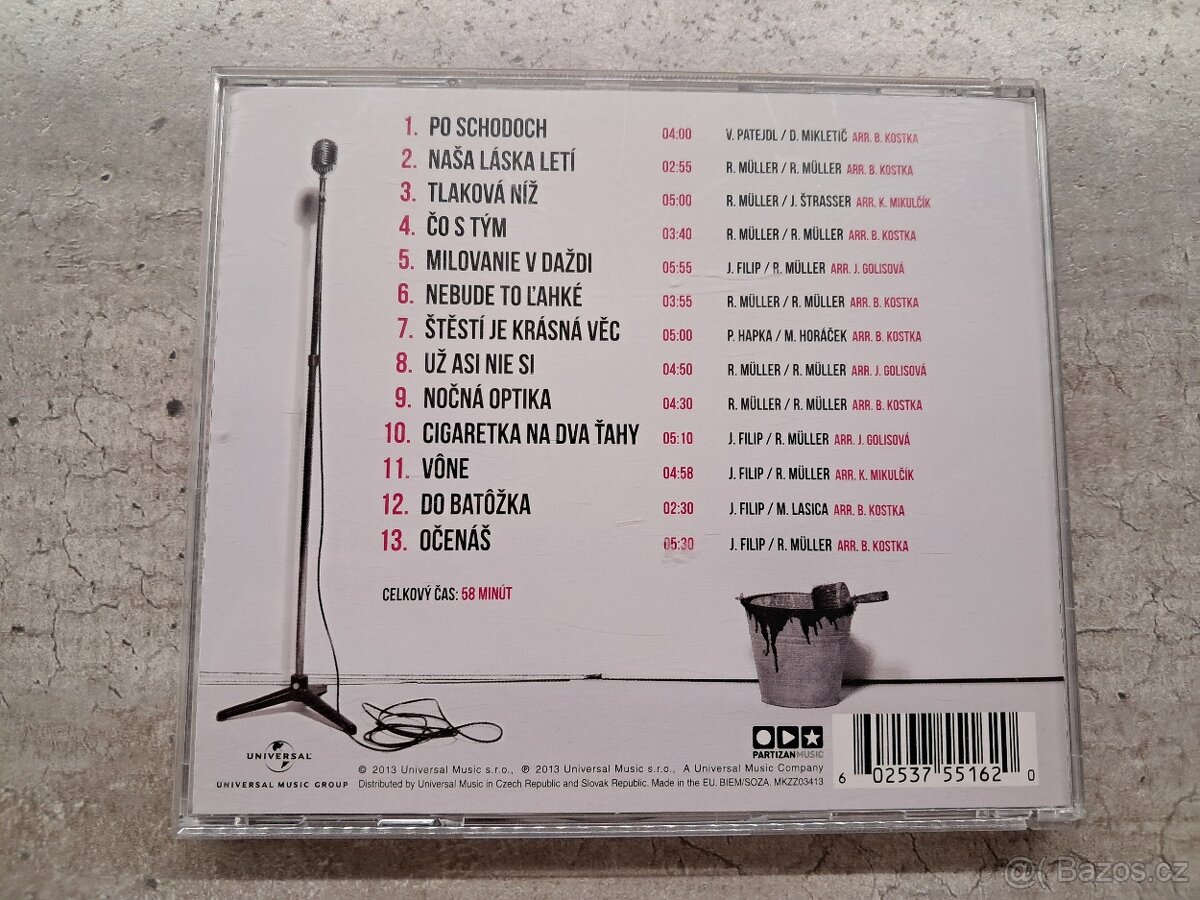 1. PO SCHODOCH 04:00 V. PATEJDL / D. MIKLETIČ ARR. B. KOSTKA
2. NAŠA LÁSKA LETÍ 02:55 R. MÜLLER / R. MÜLLER ARR. B. KOSTKA
3. TLAKOVÁ NÍŽ 05:00 R. MÜLLER / J. ŠTRASSER ARR. K. MIKULČÍK
4. ČO S TÝM 03:40 R. MÜLLER / R. MÜLLER ARR. B. KOSTKA
5. MILOVANIE V DAŽDI 05:55 J. FILIP / R. MÜLLER ARR. J. GOLISOVÁ
6. NEBUDE TO ĽAHKÉ 03:55 R. MÜLLER / R. MÜLLER ARR. B. KOSTKA
7. ŠTĚSTÍ JE KRÁSNÁ VĚC 05:00 P. HAPKA / M. HORÁČEK ARR. B. KOSTKA
8. UŽ ASI NIE SI 04:50 R. MÜLLER / R. MÜLLER ARR. J. GOLISOVÁ
9. NOČNÁ OPTIKA 04:30 R. MÜLLER / R. MÜLLER ARR. B. KOSTKA
10. CIGARETKA NA DVA ŤAHY 05:10 J. FILIP / R. MÜLLER ARR. J. GOLISOVÁ
11. VÔNE 04:58 J. FILIP / R. MÜLLER ARR. K. MIKULČÍK
12. DO BATÔŽKA 02:30 J. FILIP / M. LASICA ARR. B. KOSTKA
13. OČENÁŠ 05:30 J. FILIP / R. MÜLLER ARR. B. KOSTKA
CELKOVÝ ČAS: 58 MINÚT
UNIVERSAL
UNIVERSAL MUSIC GROUP
PARTIZANMUSIC
© 2013 Universal Music s.r.o., ℗ 2013 Universal Music s.r.o., A Universal Music Company
Distributed by Universal Music in Czech Republic and Slovak Republic. Made in the EU. BIEM/SOZA. MKZZ03413
6 02537 55162 0
@( Bazos.cz